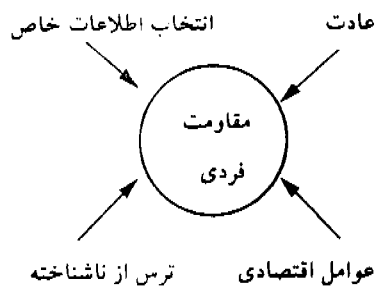 عادت
انتخاب اطلاعات خاص
مقاومت
فردی
عوامل اقتصادی
ترس از ناشناخته